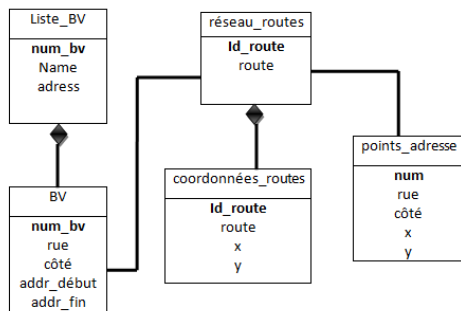 Liste_BV
num_bv
Name
adress
réseau_routes
Id_route
route
BV
num_bv
rue
côté
addr_début
addr_fin
coordonnées_routes
Id_route
route
x
y
points_adresse
num
rue
côté
x
y